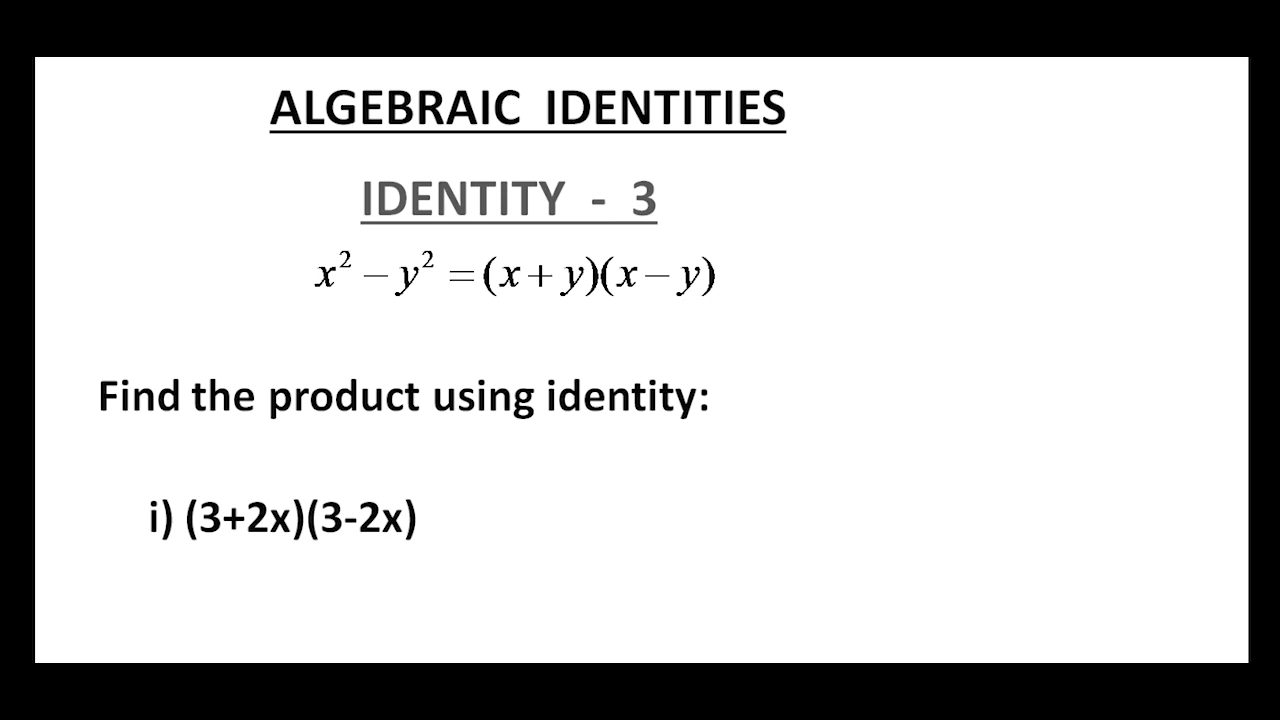 ALGEBRAIC IDENTITIES
IDENTITY - 3
x² − y² = (x + y)(x − y)
Find the product using identity:
i) (3+2x)(3-2x)